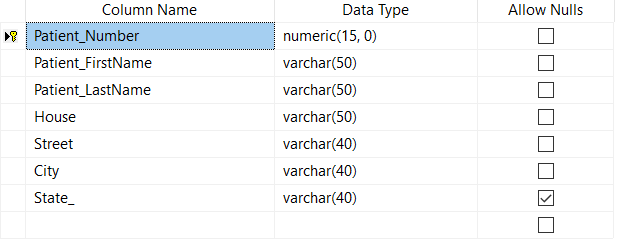 Column Name Data Type Allow Nulls
Patient_Number numeric(15, 0)
Patient_FirstName varchar(50)
Patient_LastName varchar(50)
House varchar(50)
Street varchar(40)
City varchar(40)
State_ varchar(40)